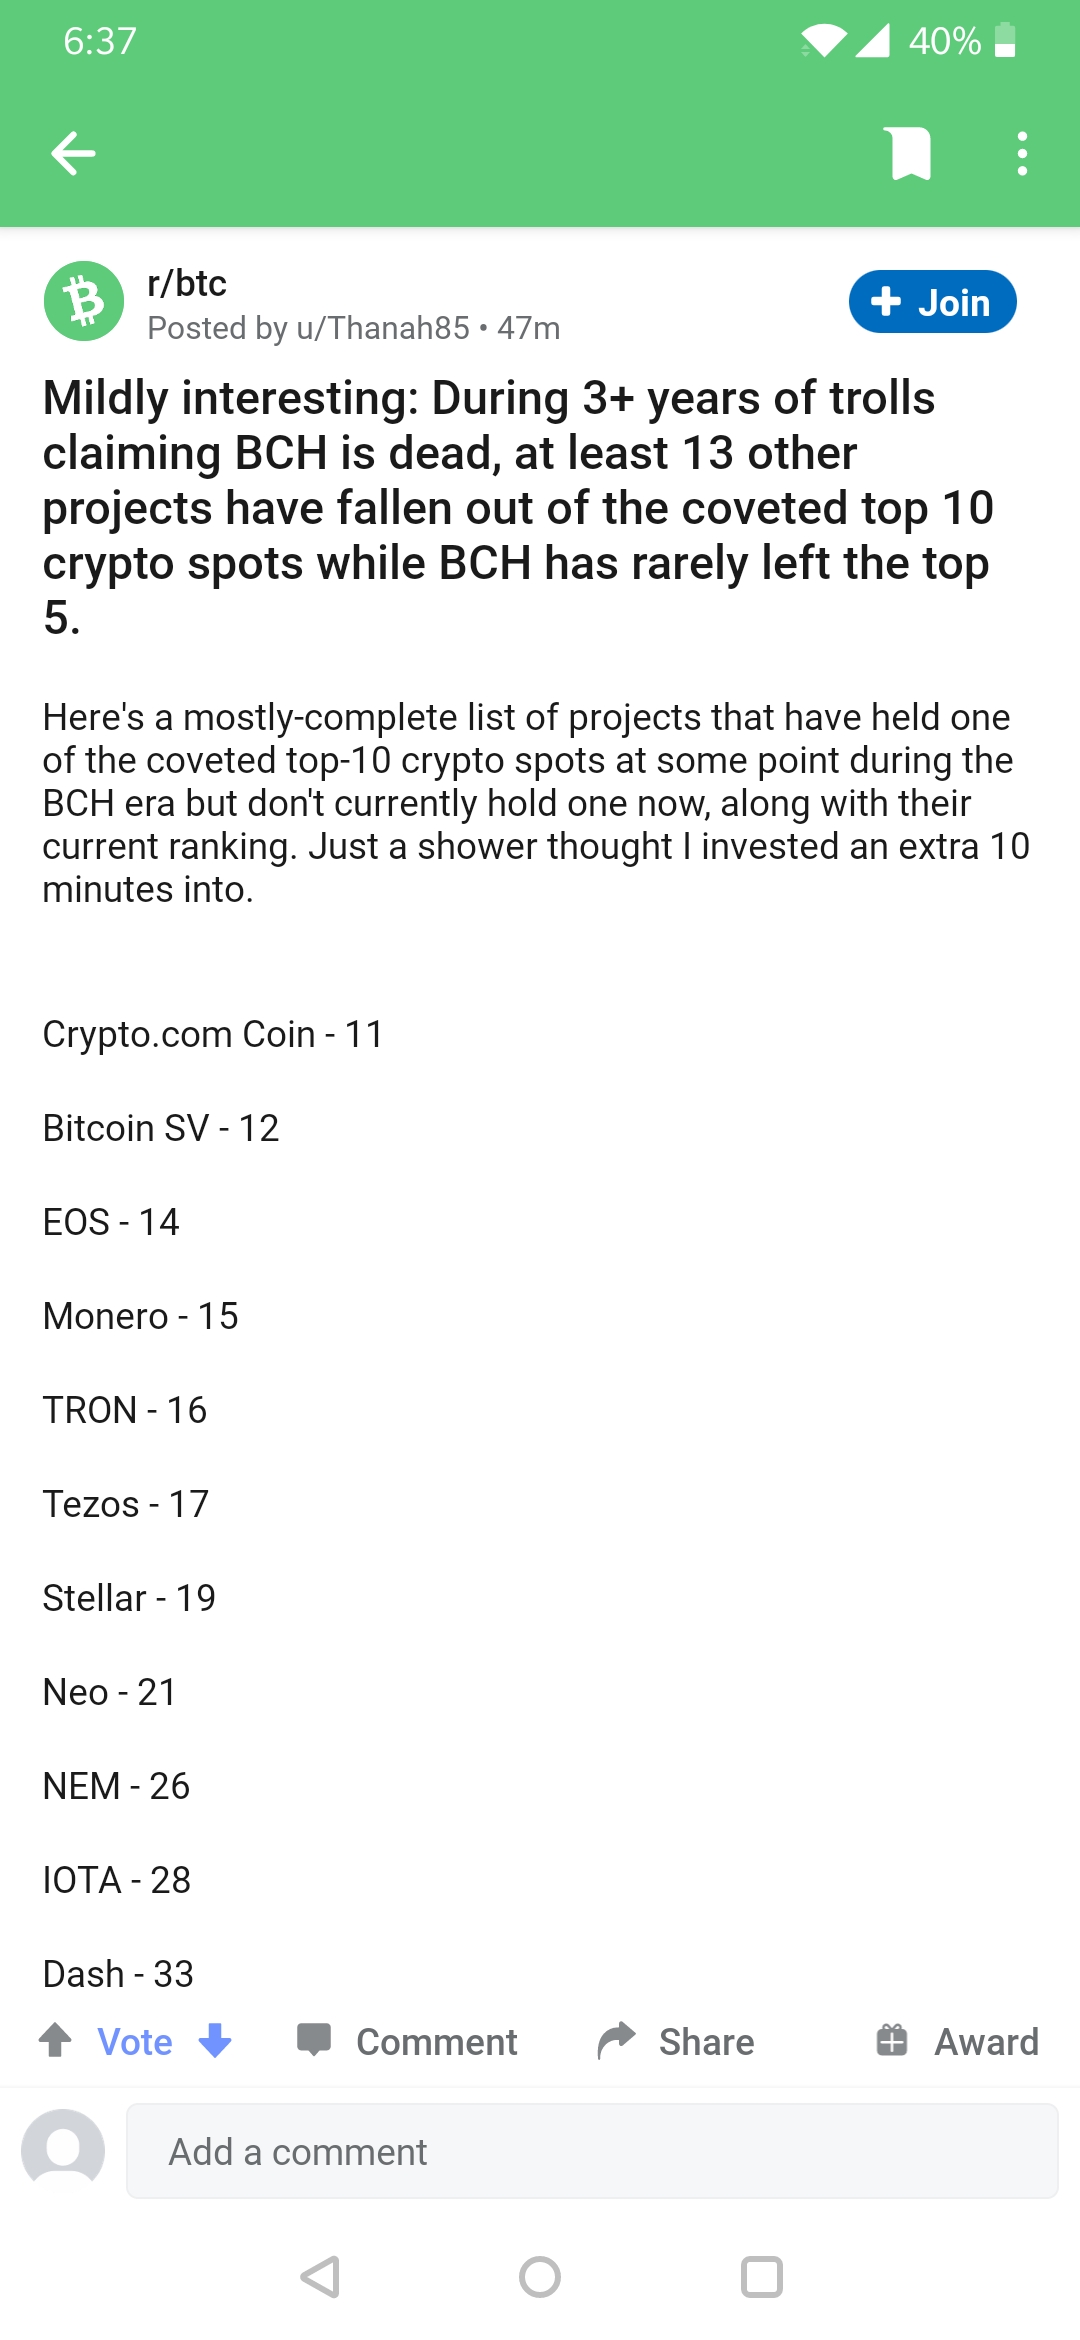 6:37
40%
r/btc
Posted by u/Thanah85 • 47m
Join
Mildly interesting: During 3+ years of trolls
claiming BCH is dead, at least 13 other
projects have fallen out of the coveted top 10
crypto spots while BCH has rarely left the top
5.
Here's a mostly-complete list of projects that have held one
of the coveted top-10 crypto spots at some point during the
BCH era but don't currently hold one now, along with their
current ranking. Just a shower thought I invested an extra 10
minutes into.
Crypto.com Coin - 11
Bitcoin SV - 12
EOS - 14
Monero - 15
TRON - 16
Tezos - 17
Stellar - 19
Neo - 21
NEM - 26
IOTA - 28
Dash - 33
Vote Comment Share Award
Add a comment